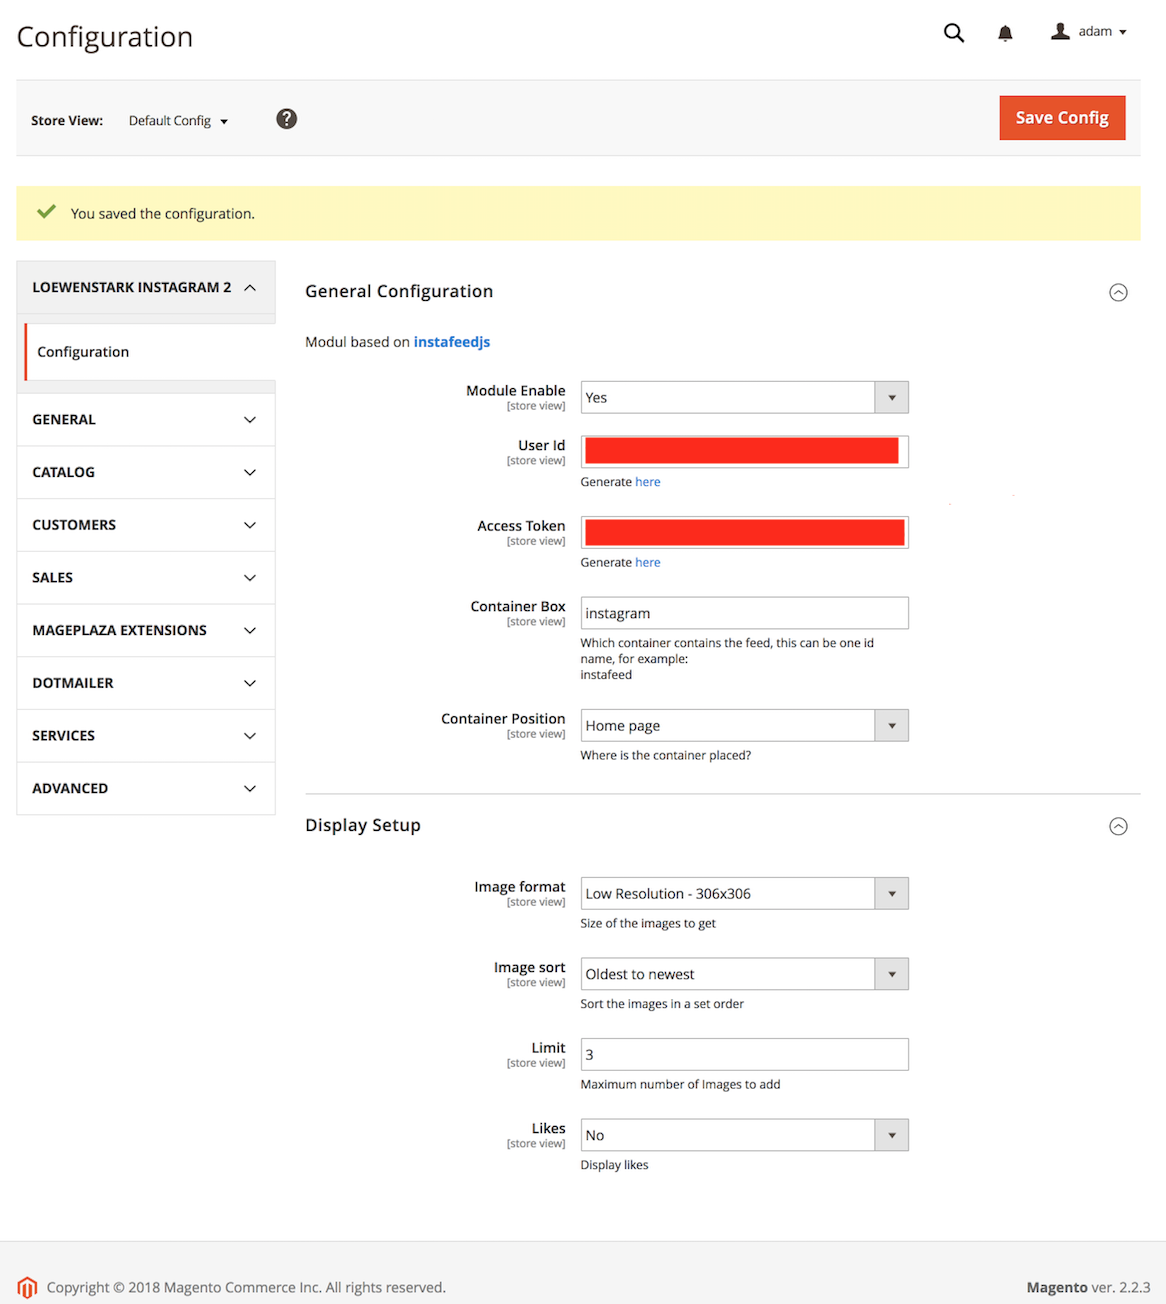 Configuration
adam
Store View: Default Config ?
Save Config
You saved the configuration.
LOEWENSTARK INSTAGRAM 2
Configuration
GENERAL
CATALOG
CUSTOMERS
SALES
MAGEPLAZA EXTENSIONS
DOTMAILER
SERVICES
ADVANCED
General Configuration
Modul based on instafeedjs
Module Enable
[store view]
Yes
User Id
[store view]
Generate here
Access Token
[store view]
Generate here
Container Box
[store view]
instagram
Which container contains the feed, this can be one id
name, for example:
instafeed
Container Position
[store view]
Home page
Where is the container placed?
Display Setup
Image format
[store view]
Low Resolution - 306x306
Size of the images to get
Image sort
[store view]
Oldest to newest
Sort the images in a set order
Limit
[store view]
3
Maximum number of Images to add
Likes
[store view]
No
Display likes
Copyright © 2018 Magento Commerce Inc. All rights reserved.
Magento ver. 2.2.3